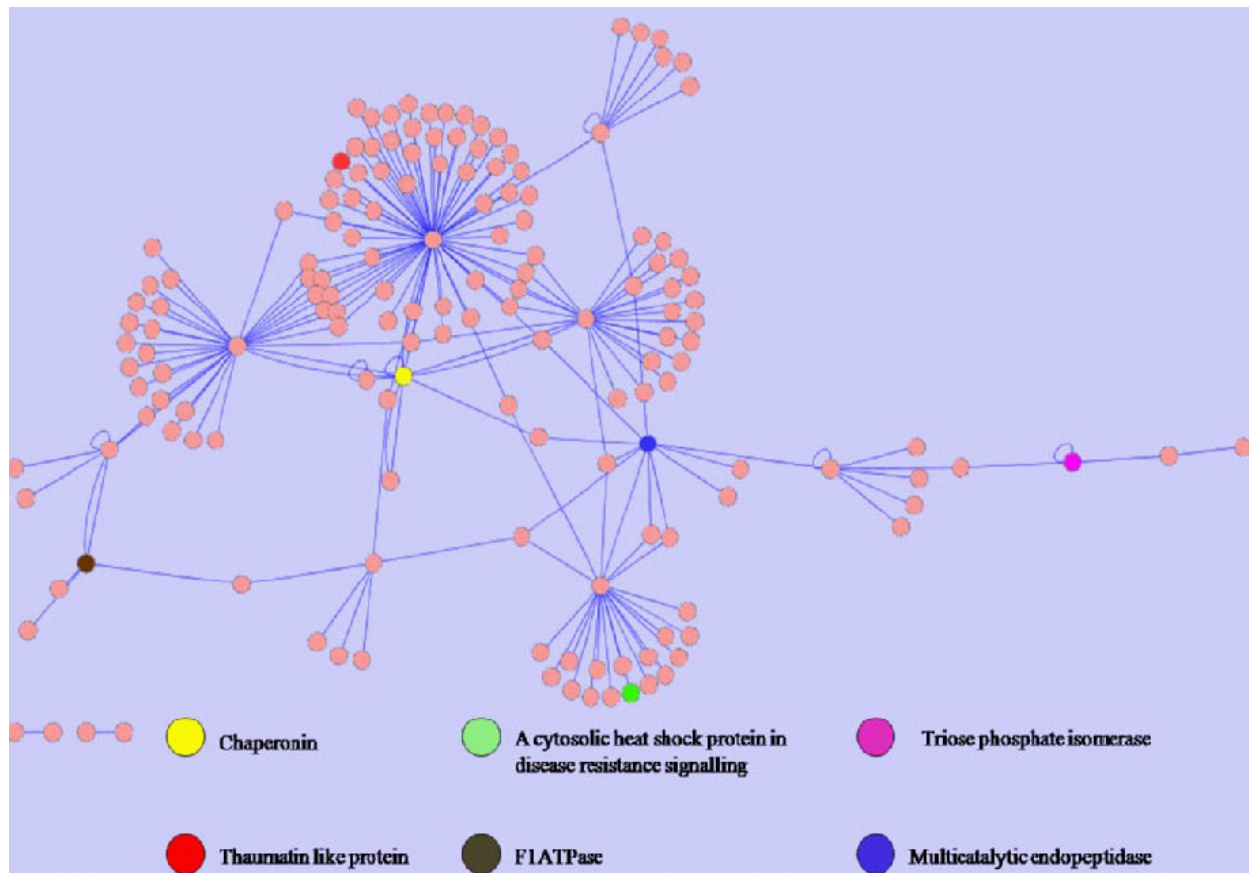 Chaperonin
A cytosolic heat shock protein in
disease resistance signalling
Triose phosphate isomerase
Thaumatin like protein
F1ATPase
Multicatalytic endopeptidase